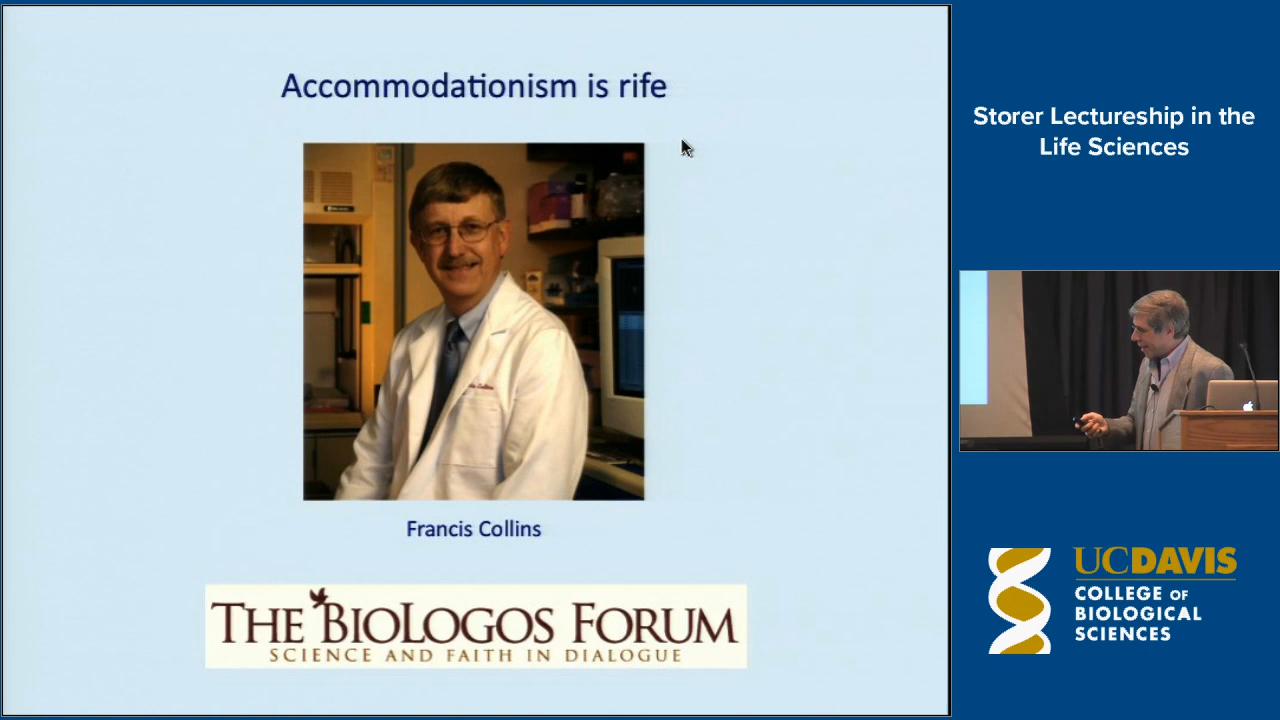 Accommodationism is rife
Francis Collins
THE BIOLOGOS FORUM
SCIENCE AND FAITH IN DIALOGUE
Storer Lectureship in the
Life Sciences
UCDAVIS
COLLEGE OF
BIOLOGICAL
SCIENCES